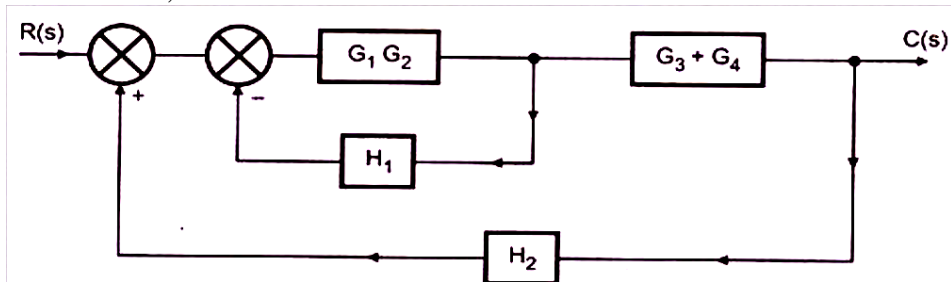 R(s)
G₁ G₂
G₃ + G₄
C(s)
+
−
H₁
H₂